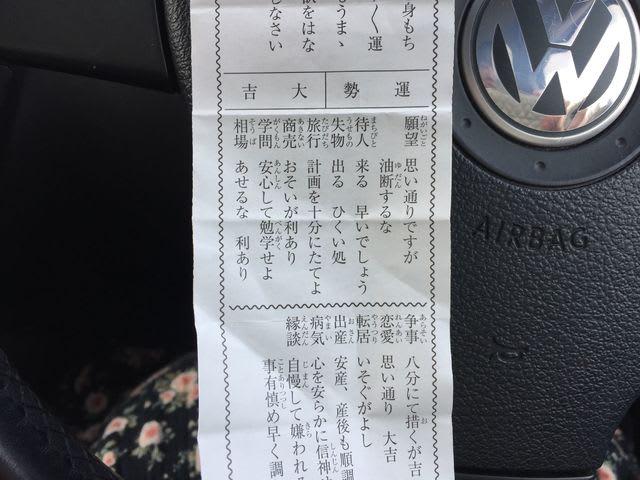 身もち
く運
もうまゝ
欲をはな
しなさい
運勢 大吉
願望 思い通りですが
油断するな
待人 来る 早いでしょう
失物 出る ひくい処
旅行 計画を十分にたてよ
商売 おそいが利あり
学問 安心して勉学せよ
相場 あせるな 利あり
争事 八分にて措くが吉
恋愛 思い通り 大吉
転居 いそぐがよし
出産 安産、産後も順調
病気 心を安らかに信神
縁談 自慢して嫌われる
事有慎め早く調
AIRBAG